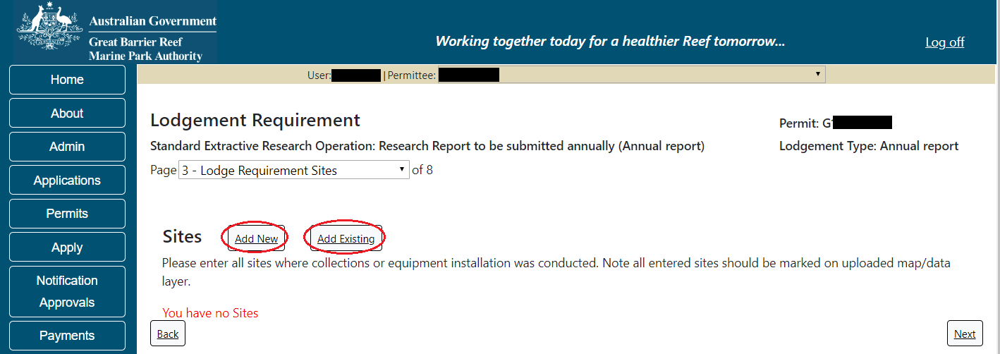 Australian Government
Great Barrier Reef
Marine Park Authority
Working together today for a healthier Reef tomorrow...
Log off
Home
About
Admin
Applications
Permits
Apply
Notification
Approvals
Payments
User: | Permittee:
Lodgement Requirement
Permit: G
Standard Extractive Research Operation: Research Report to be submitted annually (Annual report)
Lodgement Type: Annual report
Page 3 - Lodge Requirement Sites of 8
Sites Add New Add Existing
Please enter all sites where collections or equipment installation was conducted. Note all entered sites should be marked on uploaded map/data
layer.
You have no Sites
Back
Next